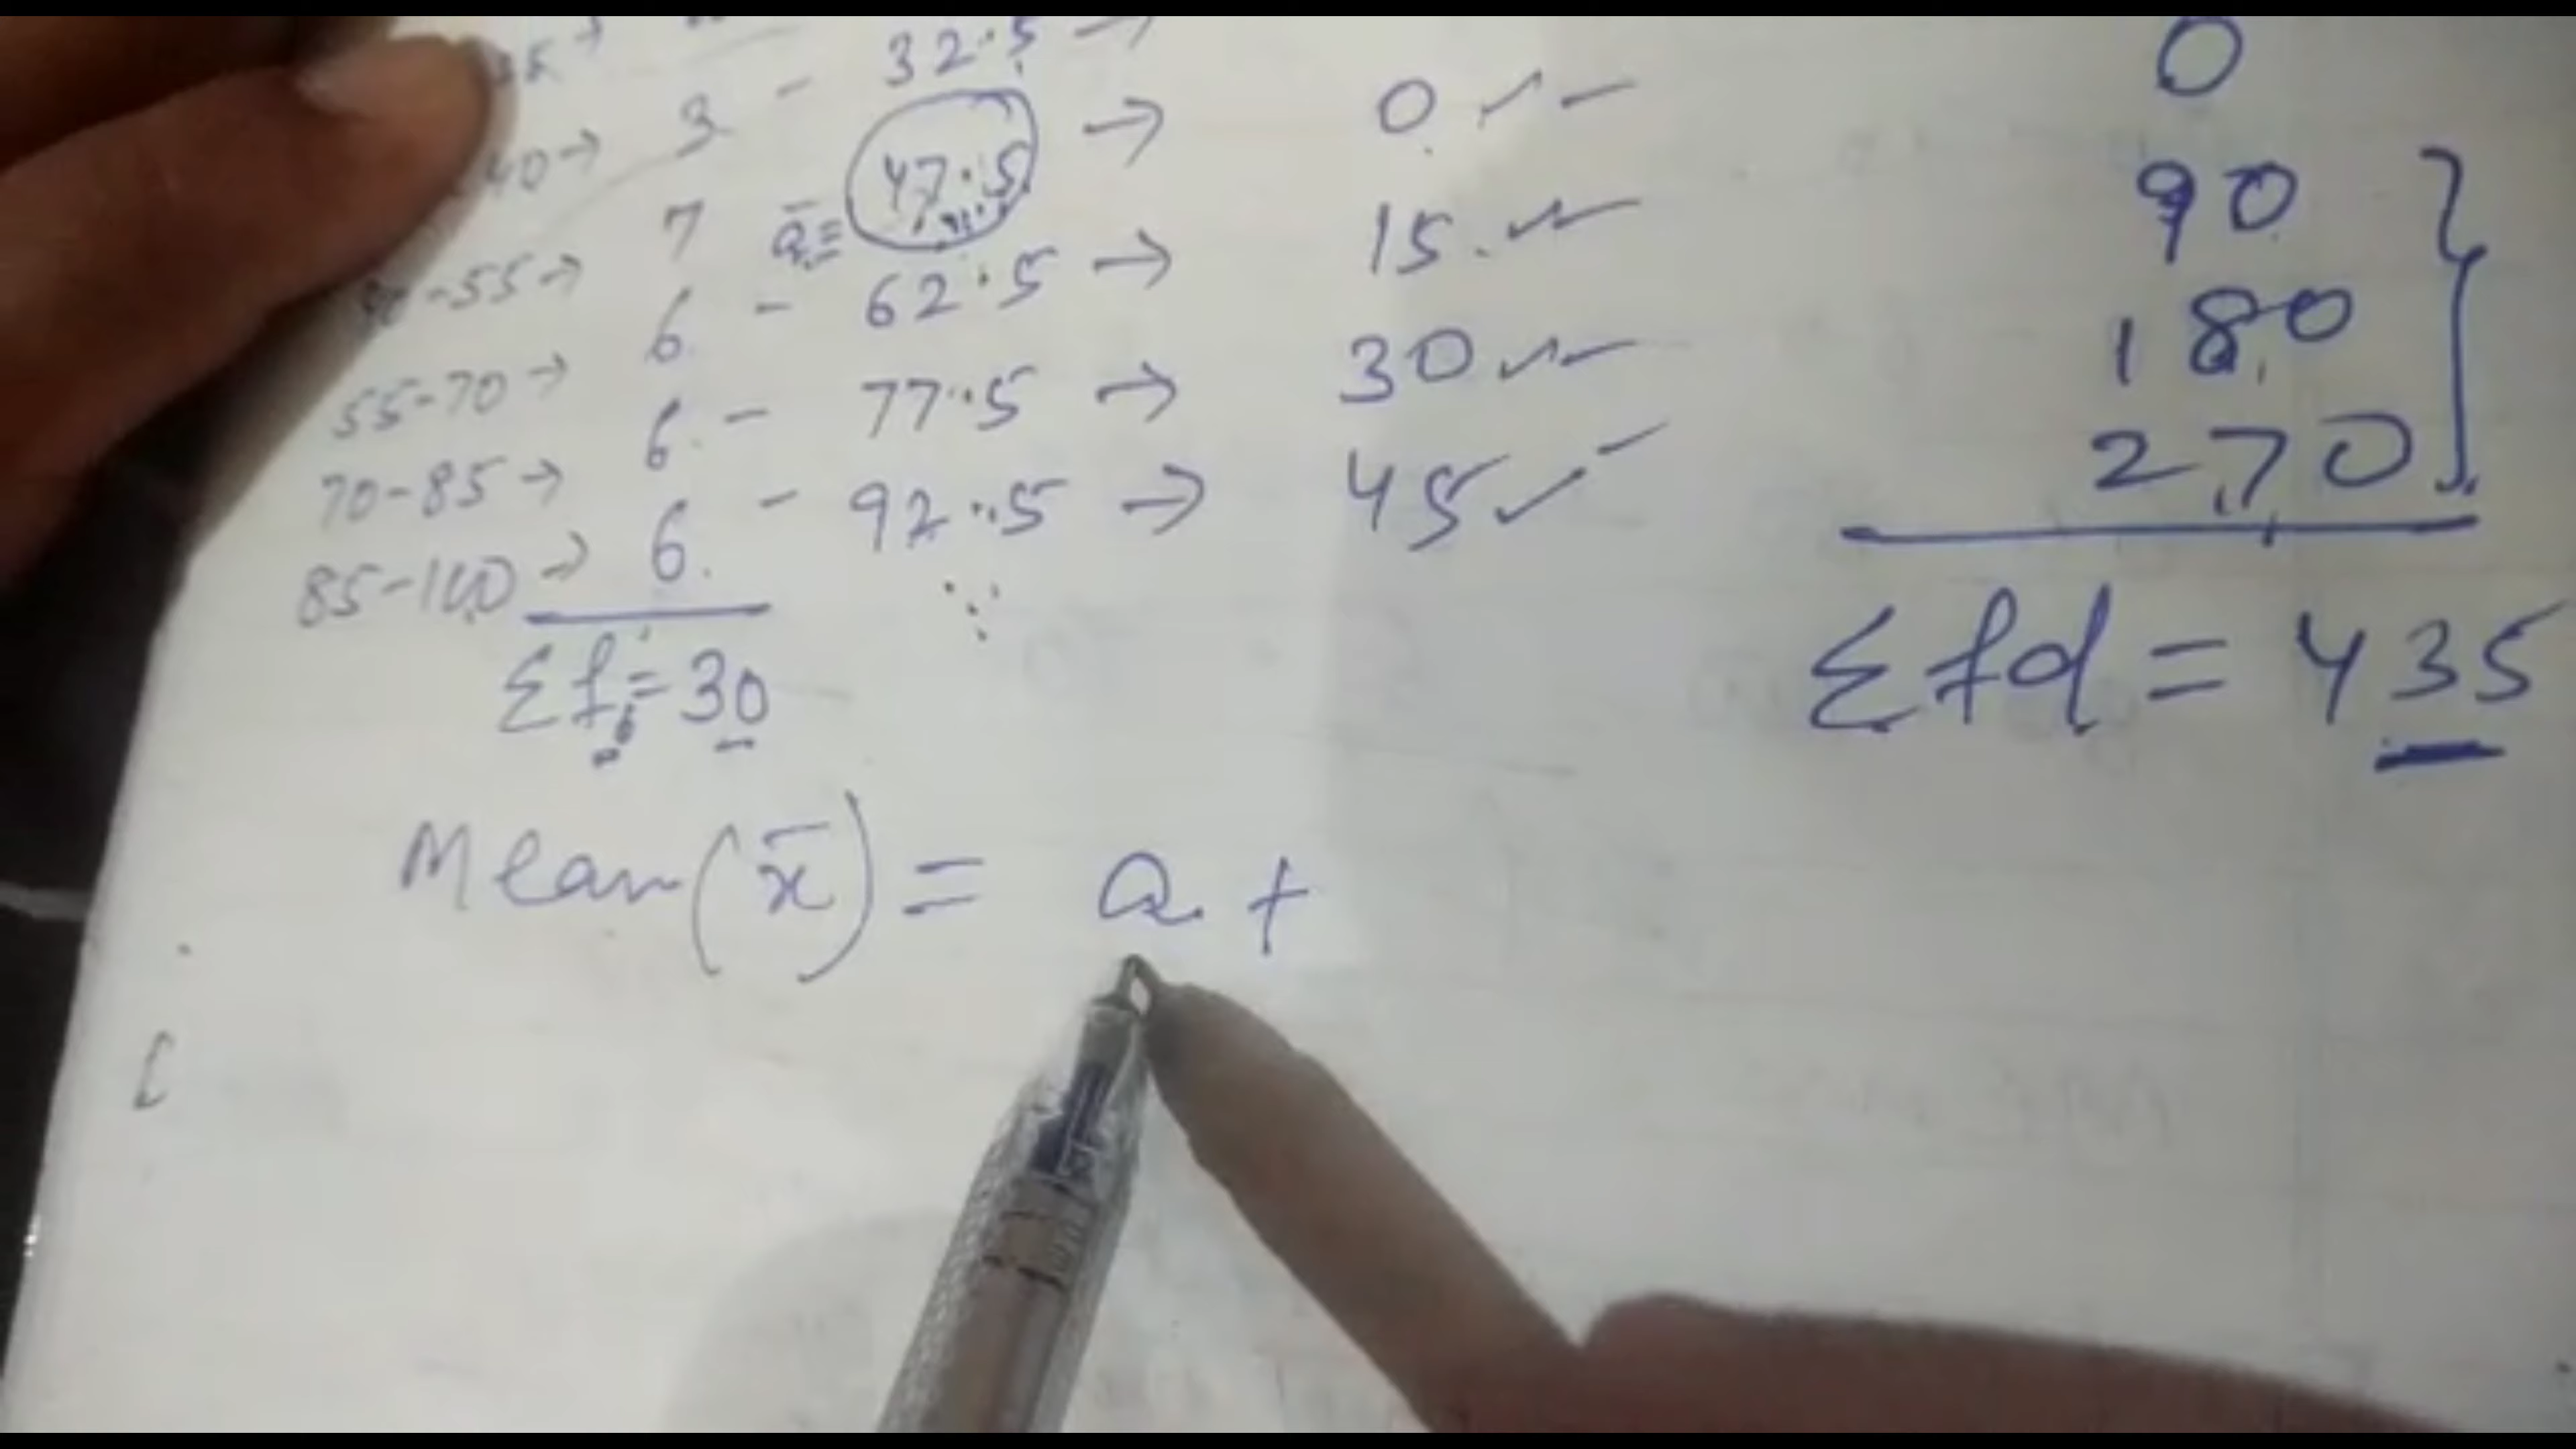 3 - 32.5 →
40 → 7 a = 47.5 → 0 ✓ - 0
-55 → 6 - 62.5 → 15 ✓ - 90
55-70 → 6 - 77.5 → 30 ✓ - 180
70-85 → 6 - 92.5 → 45 ✓ - 270
85-100 → 6
Σfi = 30 Σfd = 435
Mean (x̄) = a +